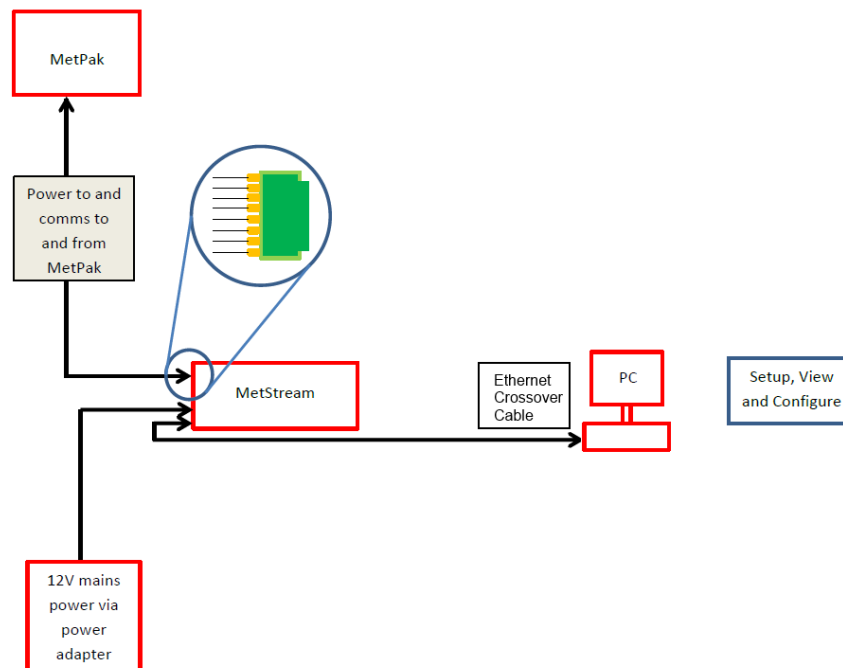 MetPak
Power to and
comms to
and from
MetPak
MetStream
Ethernet
Crossover
Cable
PC
Setup, View
and Configure
12V mains
power via
power
adapter